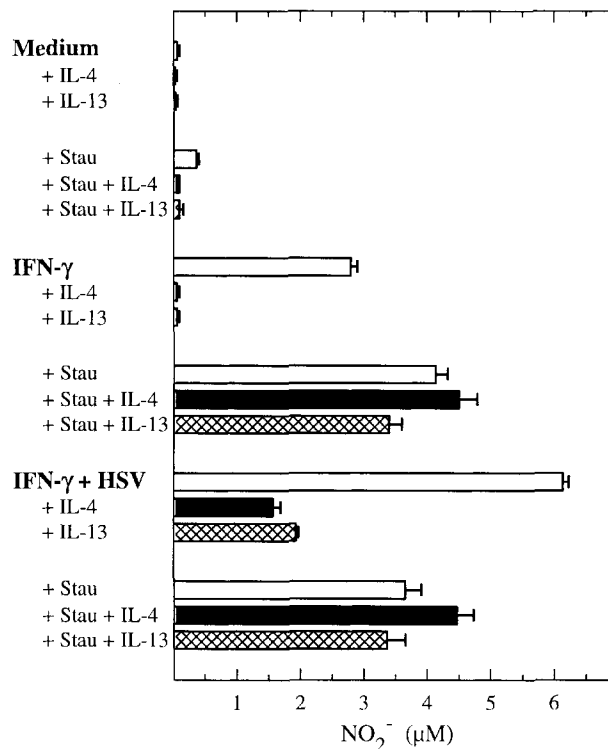 Medium
+ IL-4
+ IL-13
+ Stau
+ Stau + IL-4
+ Stau + IL-13
IFN-γ
+ IL-4
+ IL-13
+ Stau
+ Stau + IL-4
+ Stau + IL-13
IFN-γ + HSV
+ IL-4
+ IL-13
+ Stau
+ Stau + IL-4
+ Stau + IL-13
1 2 3 4 5 6
NO₂⁻ (μM)